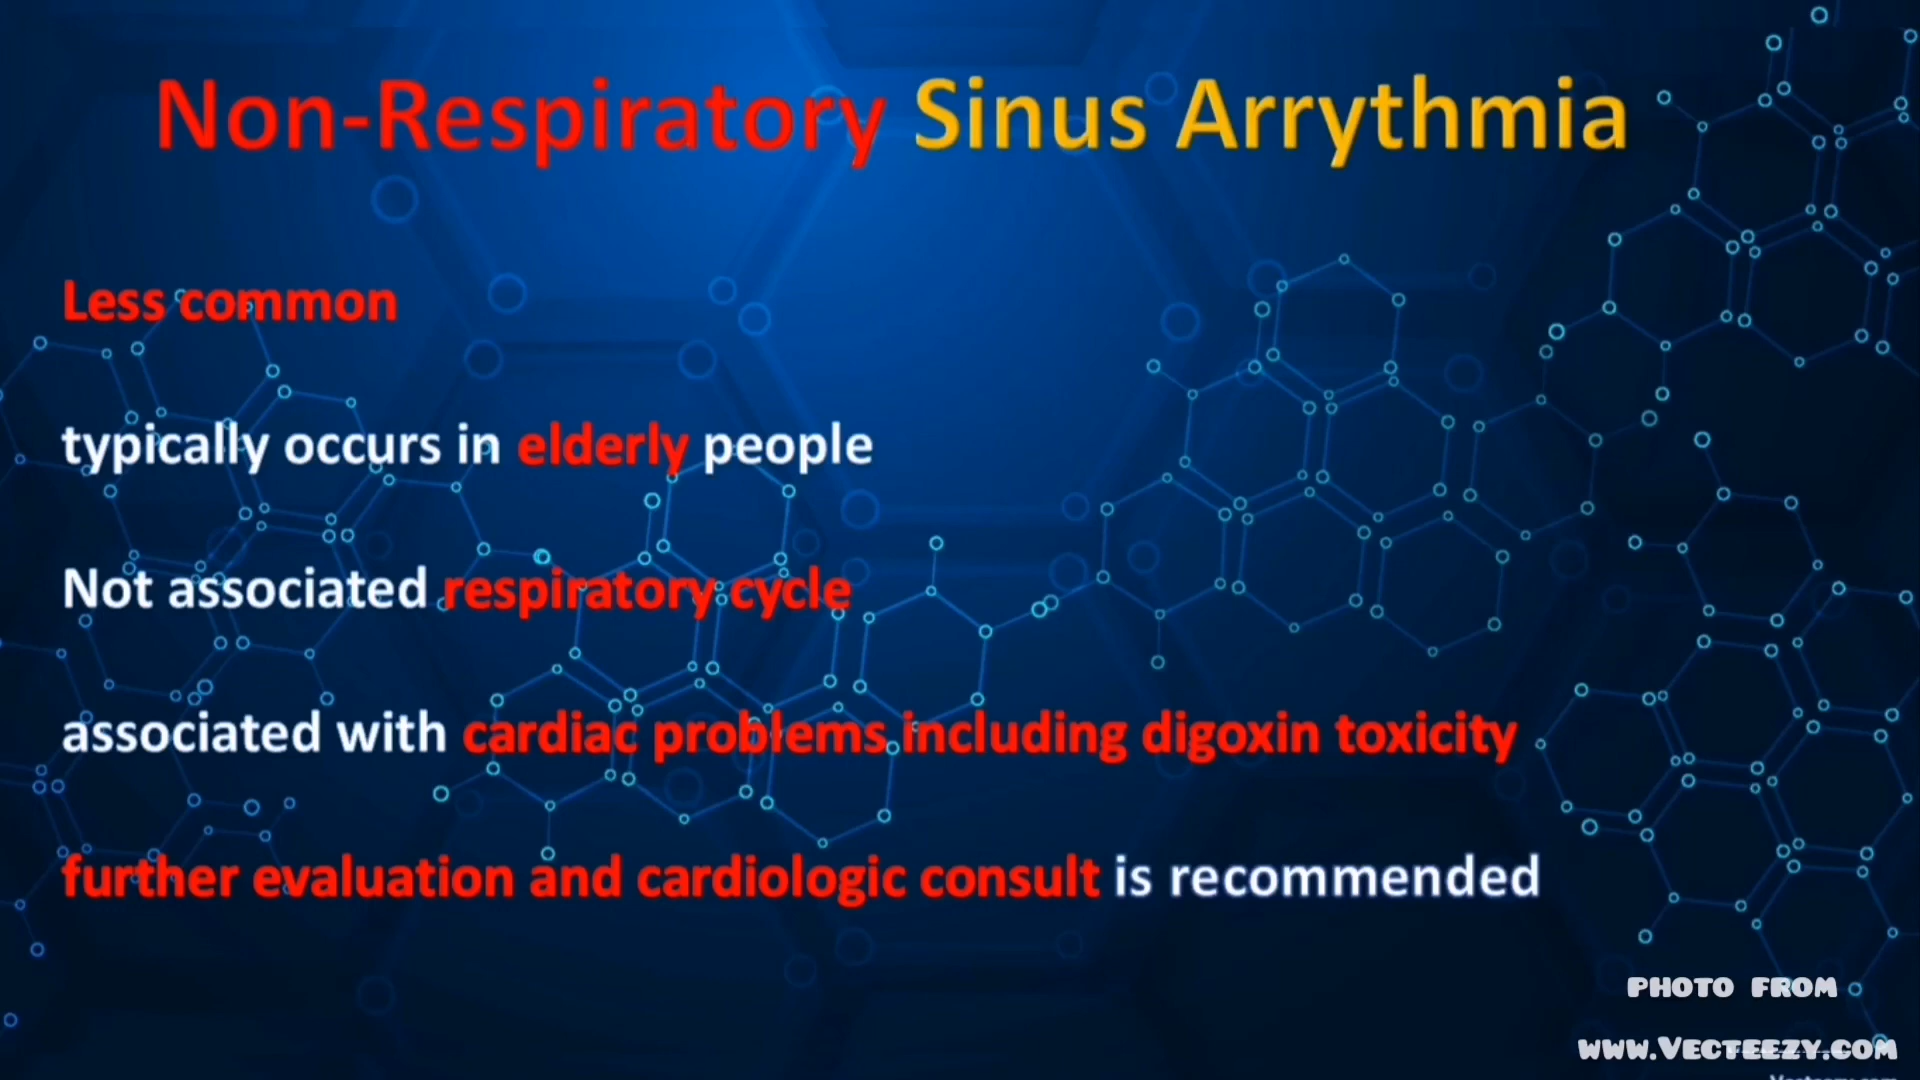 Non-Respiratory Sinus Arrythmia
Less common
typically occurs in elderly people
Not associated respiratory cycle
associated with cardiac problems including digoxin toxicity
further evaluation and cardiologic consult is recommended
PHOTO FROM
www.Vecteezy.com